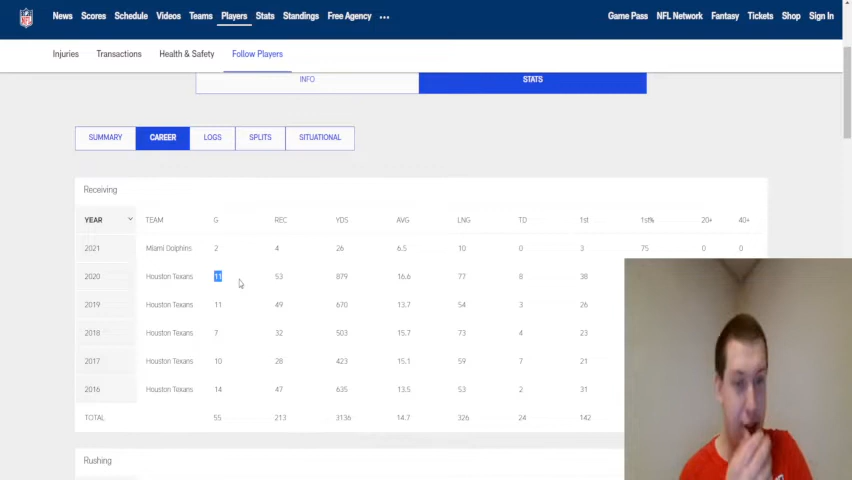 NFL News Scores Schedule Videos Teams Players Stats Standings Free Agency ••• Game Pass NFL Network Fantasy Tickets Shop Sign In
Injuries Transactions Health & Safety Follow Players
INFO STATS
SUMMARY CAREER LOGS SPLITS SITUATIONAL
Receiving
YEAR TEAM G REC YDS AVG LNG TD 1st 1st% 20+ 40+
2021 Miami Dolphins 2 4 26 6.5 10 0 3 75 0 0
2020 Houston Texans 11 53 879 16.6 77 8 38
2019 Houston Texans 11 49 670 13.7 54 3 26
2018 Houston Texans 7 32 503 15.7 73 4 23
2017 Houston Texans 10 28 423 15.1 59 7 21
2016 Houston Texans 14 47 635 13.5 53 2 31
TOTAL 55 213 3136 14.7 326 24 142
Rushing